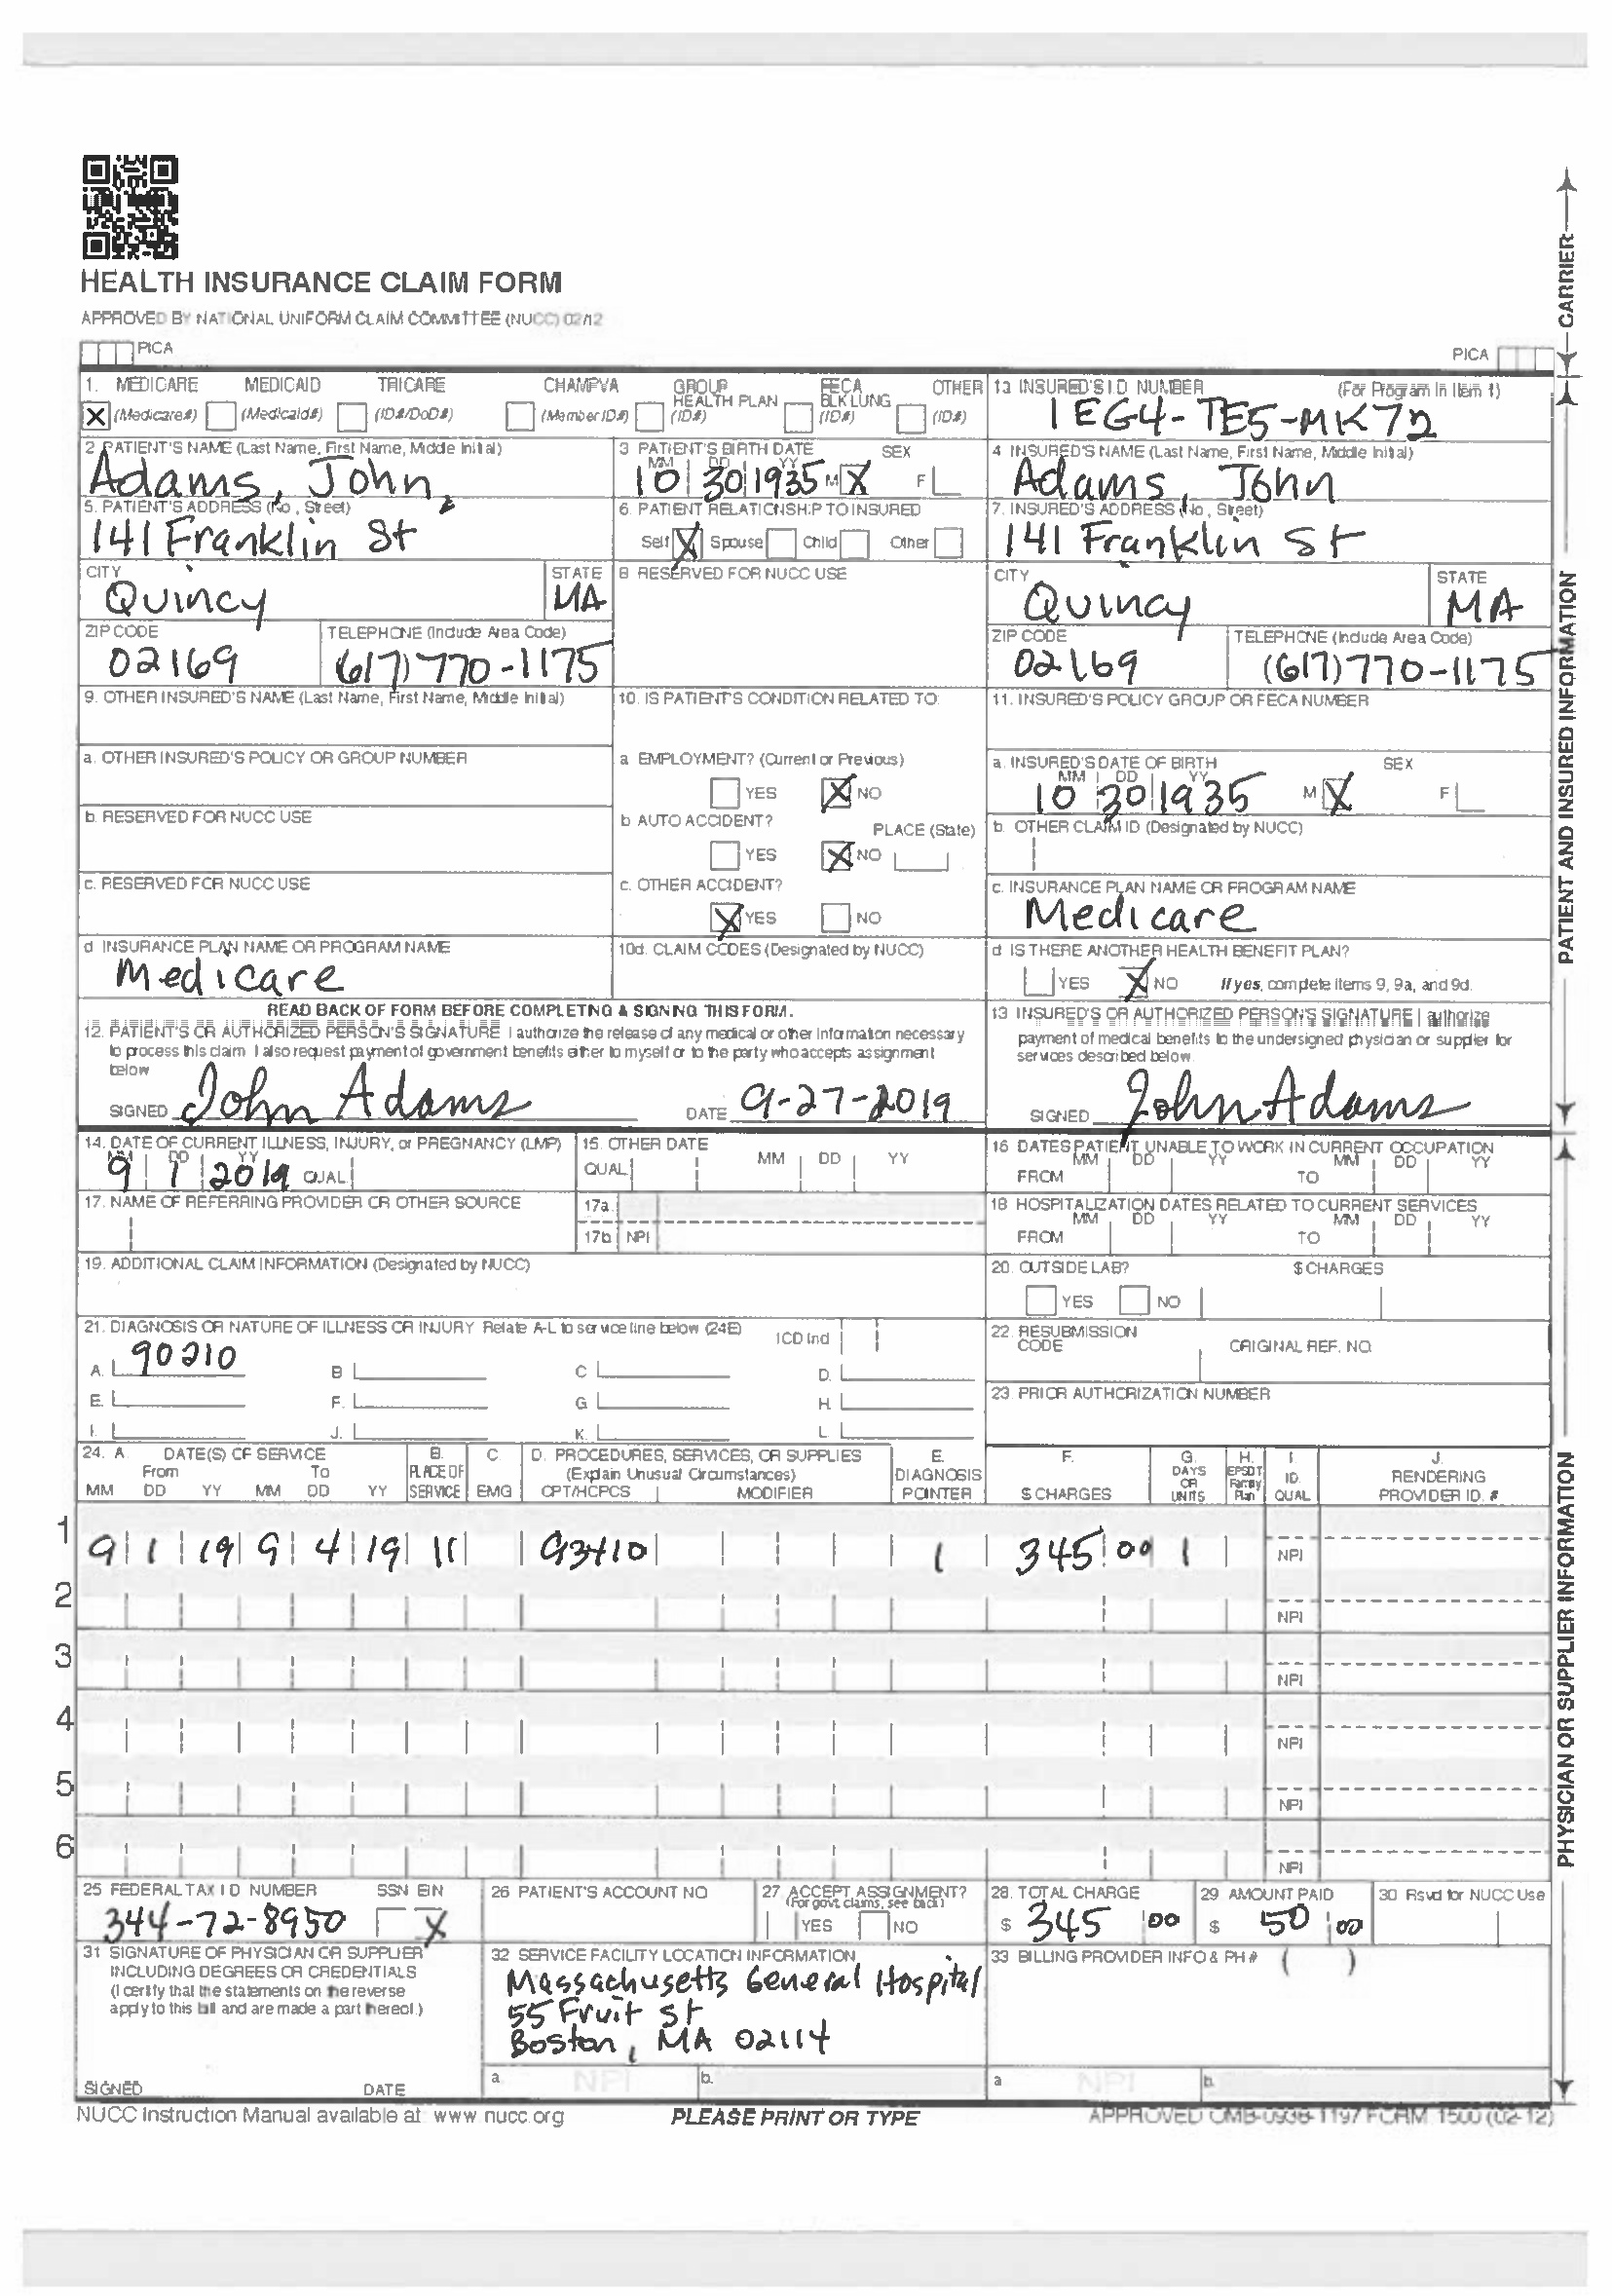 HEALTH INSURANCE CLAIM FORM
APPROVED BY NATIONAL UNIFORM CLAIM COMMITTEE (NUCC) 02/12
PICA
PICA
CARRIER
1. MEDICARE MEDICAID TRICARE CHAMPVA GROUP HEALTH PLAN FECA BLK LUNG OTHER
X (Medicare#) (Medicaid#) (ID#/DoD#) (Member ID#) (ID#) (ID#) (ID#)
1a INSURED'S I D NUMBER (For Program in Item 1)
1EG4-TE5-MK72
2 PATIENT'S NAME (Last Name, First Name, Middle Initial)
Adams, John,
3 PATIENT'S BIRTH DATE SEX
MM DD YY
10 30 1935 M X F
4 INSURED'S NAME (Last Name, First Name, Middle Initial)
Adams, John
5. PATIENT'S ADDRESS (No, Street)
141 Franklin St
6. PATIENT RELATIONSHIP TO INSURED
Self X Spouse Child Other
7. INSURED'S ADDRESS (No, Street)
141 Franklin St
CITY STATE
Quincy MA
8 RESERVED FOR NUCC USE
CITY STATE
Quincy MA
ZIP CODE TELEPHONE (Include Area Code)
02169 (617) 770-1175
ZIP CODE TELEPHONE (Include Area Code)
02169 (617) 770-1175
9. OTHER INSURED'S NAME (Last Name, First Name, Middle Initial)
10. IS PATIENT'S CONDITION RELATED TO:
11. INSURED'S POLICY GROUP OR FECA NUMBER
a. OTHER INSURED'S POLICY OR GROUP NUMBER
a EMPLOYMENT? (Current or Previous)
YES X NO
a. INSURED'S DATE OF BIRTH SEX
MM DD YY
10 30 1935 M X F
b. RESERVED FOR NUCC USE
b AUTO ACCIDENT? PLACE (State)
YES X NO
b. OTHER CLAIM ID (Designated by NUCC)
c. RESERVED FOR NUCC USE
c. OTHER ACCIDENT?
X YES NO
c. INSURANCE PLAN NAME OR PROGRAM NAME
Medicare
d INSURANCE PLAN NAME OR PROGRAM NAME
Medicare
10d. CLAIM CODES (Designated by NUCC)
d IS THERE ANOTHER HEALTH BENEFIT PLAN?
YES X NO If yes, complete items 9, 9a, and 9d.
READ BACK OF FORM BEFORE COMPLETING & SIGNING THIS FORM.
12. PATIENT'S OR AUTHORIZED PERSON'S SIGNATURE I authorize the release of any medical or other information necessary
to process this claim I also request payment of government benefits either to myself or to the party who accepts assignment
below
SIGNED John Adams DATE 9-27-2019
13 INSURED'S OR AUTHORIZED PERSON'S SIGNATURE I authorize
payment of medical benefits to the undersigned physician or supplier for
services described below
SIGNED John Adams
PATIENT AND INSURED INFORMATION
14. DATE OF CURRENT ILLNESS, INJURY, or PREGNANCY (LMP)
MM DD YY
9 1 2019 QUAL
15. OTHER DATE
QUAL MM DD YY
16 DATES PATIENT UNABLE TO WORK IN CURRENT OCCUPATION
MM DD YY MM DD YY
FROM TO
17. NAME OF REFERRING PROVIDER OR OTHER SOURCE
17a.
17b NPI
18 HOSPITALIZATION DATES RELATED TO CURRENT SERVICES
MM DD YY MM DD YY
FROM TO
19. ADDITIONAL CLAIM INFORMATION (Designated by NUCC)
20. OUTSIDE LAB? $ CHARGES
YES NO
21. DIAGNOSIS OR NATURE OF ILLNESS OR INJURY Relate A-L to service line below (24E) ICD Ind
A. 90210 B C D.
E. F. G H.
I. J. K. L.
22. RESUBMISSION CODE ORIGINAL REF. NO.
23. PRIOR AUTHORIZATION NUMBER
24. A DATE(S) OF SERVICE B. C D. PROCEDURES, SERVICES, OR SUPPLIES E. F. G. H. I J.
From To PLACE OF (Explain Unusual Circumstances) DIAGNOSIS DAYS OR UNITS EPSDT Family Plan ID. RENDERING
MM DD YY MM DD YY SERVICE EMG CPT/HCPCS MODIFIER POINTER $ CHARGES QUAL PROVIDER ID. #
1 9 1 19 9 4 19 11 93410 1 345 00 1 NPI
2 NPI
3 NPI
4 NPI
5 NPI
6 NPI
PHYSICIAN OR SUPPLIER INFORMATION
25 FEDERAL TAX I D NUMBER SSN EIN
344-72-8950 X
26 PATIENT'S ACCOUNT NO
27 ACCEPT ASSIGNMENT?
(For govt. claims, see back)
YES NO
28. TOTAL CHARGE
$ 345 00
29 AMOUNT PAID
$ 50 00
30 Rsvd for NUCC Use
31 SIGNATURE OF PHYSICIAN OR SUPPLIER
INCLUDING DEGREES OR CREDENTIALS
(I certify that the statements on the reverse
apply to this bill and are made a part thereof.)
SIGNED DATE
32 SERVICE FACILITY LOCATION INFORMATION
Massachusetts General Hospital
55 Fruit St
Boston, MA 02114
a NPI b.
33 BILLING PROVIDER INFO & PH # ( )
a NPI b
NUCC Instruction Manual available at: www nucc.org
PLEASE PRINT OR TYPE
APPROVED OMB-0938-1197 FORM 1500 (02-12)